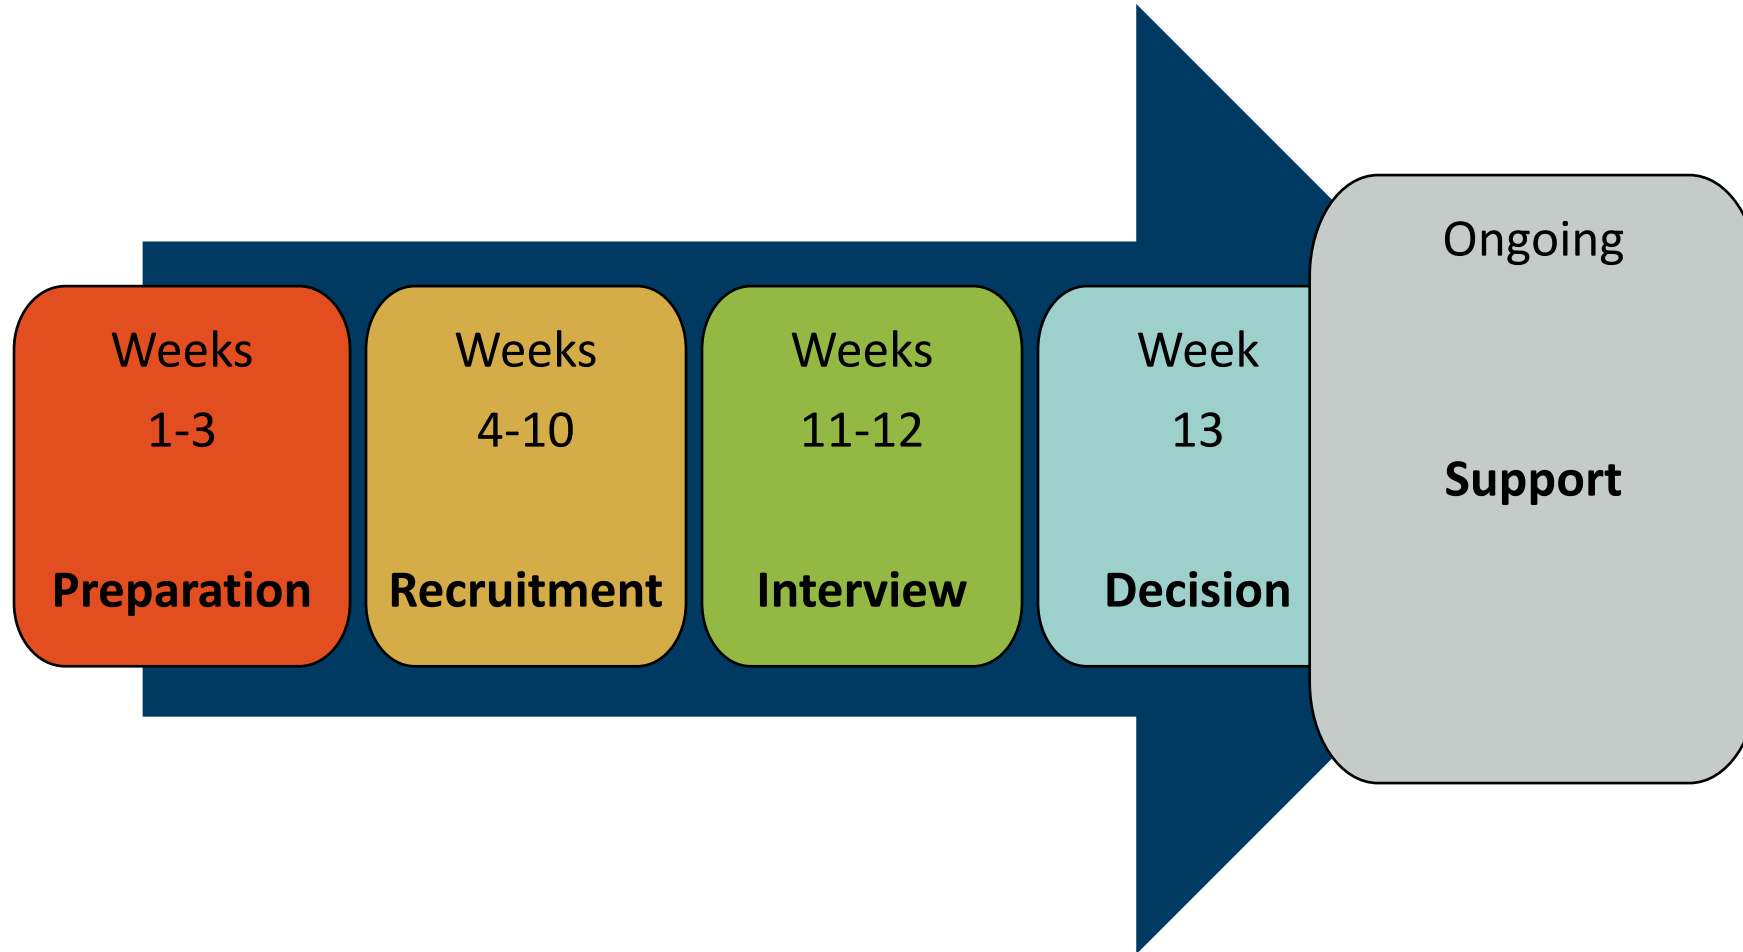 Weeks
1-3
Preparation
Weeks
4-10
Recruitment
Weeks
11-12
Interview
Week
13
Decision
Ongoing
Support